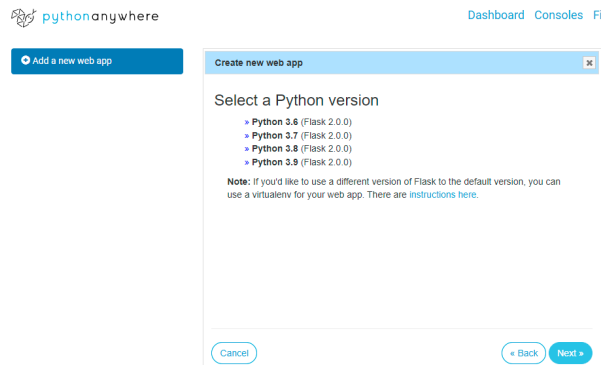 pythonanywhere
Dashboard Consoles
Add a new web app
Create new web app
Select a Python version
» Python 3.6 (Flask 2.0.0)
» Python 3.7 (Flask 2.0.0)
» Python 3.8 (Flask 2.0.0)
» Python 3.9 (Flask 2.0.0)
Note: If you'd like to use a different version of Flask to the default version, you can
use a virtualenv for your web app. There are instructions here.
Cancel
« Back Next »